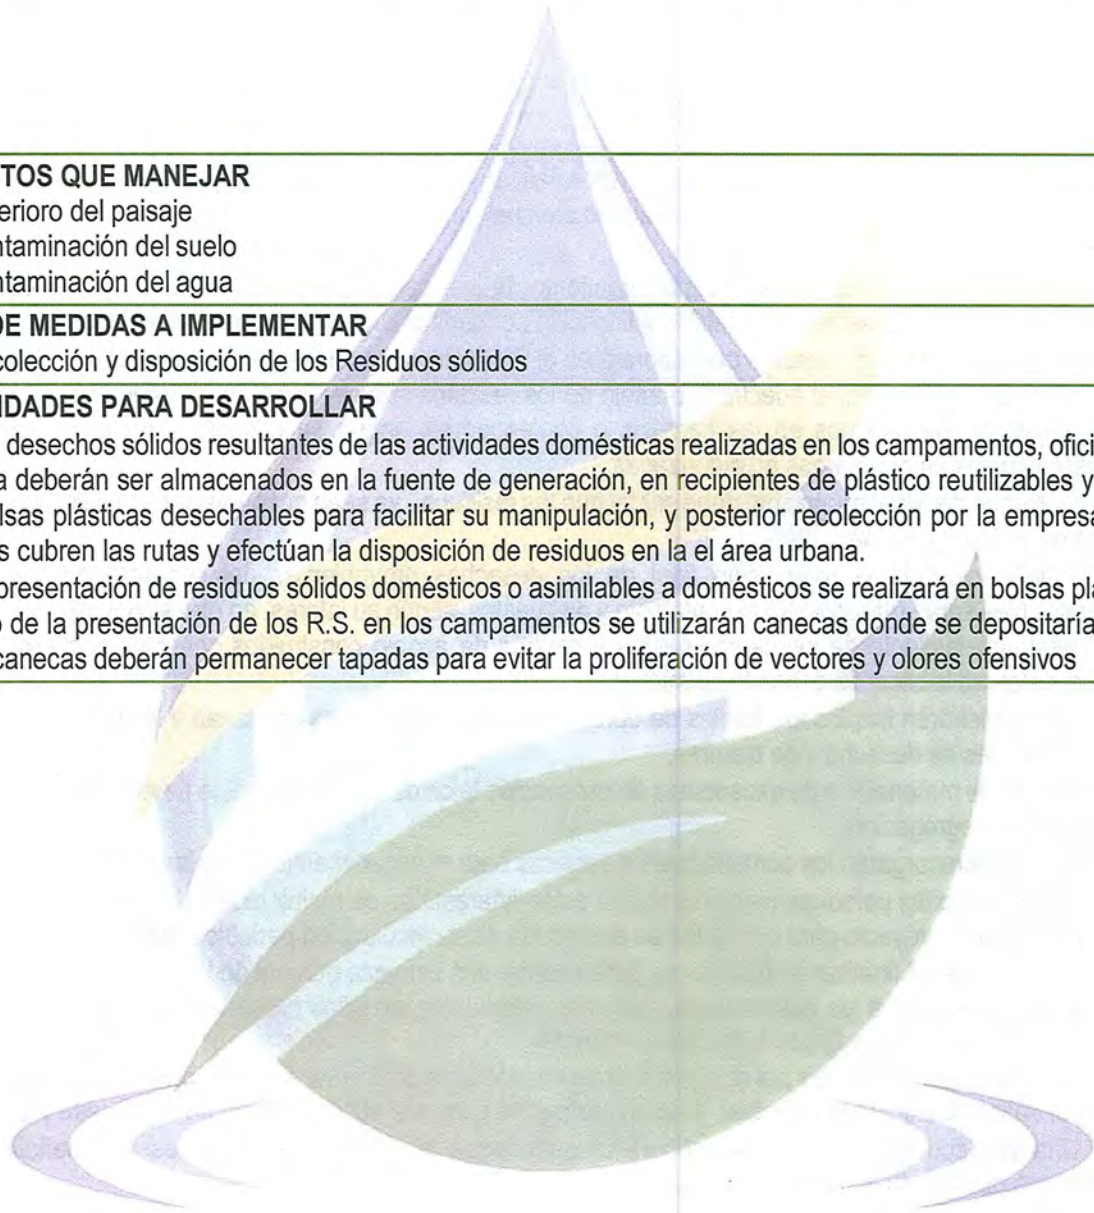 TOS QUE MANEJAR
erioro del paisaje
ntaminación del suelo
ntaminación del agua
DE MEDIDAS A IMPLEMENTAR
colección y disposición de los Residuos sólidos
IDADES PARA DESARROLLAR
desechos sólidos resultantes de las actividades domésticas realizadas en los campamentos, ofici
a deberán ser almacenados en la fuente de generación, en recipientes de plástico reutilizables y
olsas plásticas desechables para facilitar su manipulación, y posterior recolección por la empresa
s cubren las rutas y efectúan la disposición de residuos en la el área urbana.
presentación de residuos sólidos domésticos o asimilables a domésticos se realizará en bolsas pla
o de la presentación de los R.S. en los campamentos se utilizarán canecas donde se depositaría
canecas deberán permanecer tapadas para evitar la proliferación de vectores y olores ofensivos